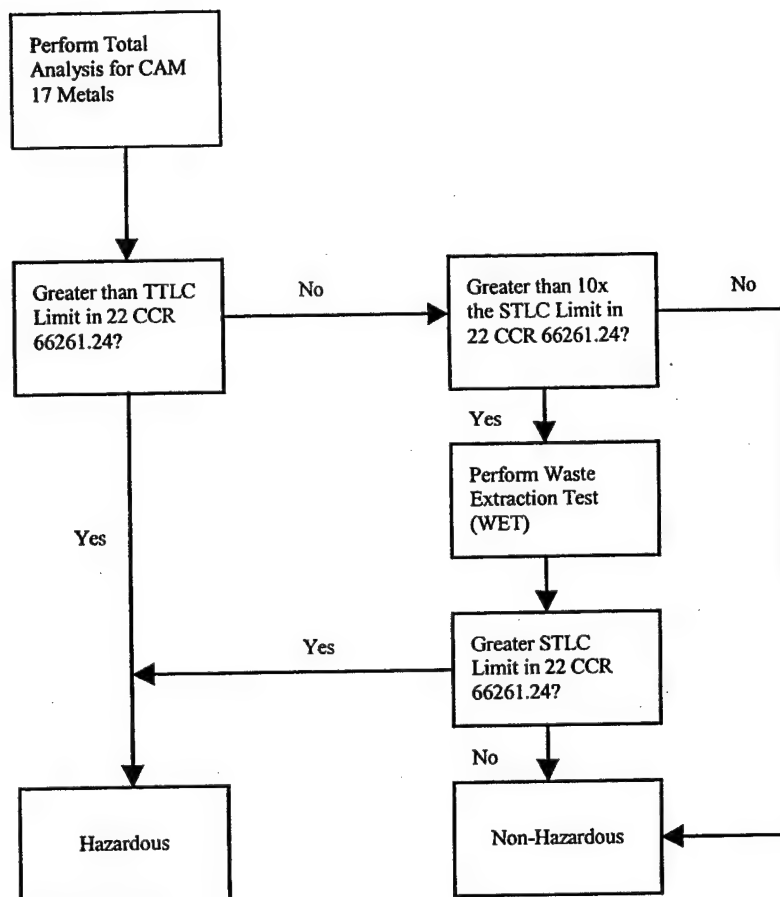 Perform Total
Analysis for CAM
17 Metals
Greater than TTLC
Limit in 22 CCR
66261.24?
No
Greater than 10x
the STLC Limit in
22 CCR 66261.24?
No
Yes
Perform Waste
Extraction Test
(WET)
Yes
Yes
Greater STLC
Limit in 22 CCR
66261.24?
No
Hazardous
Non-Hazardous